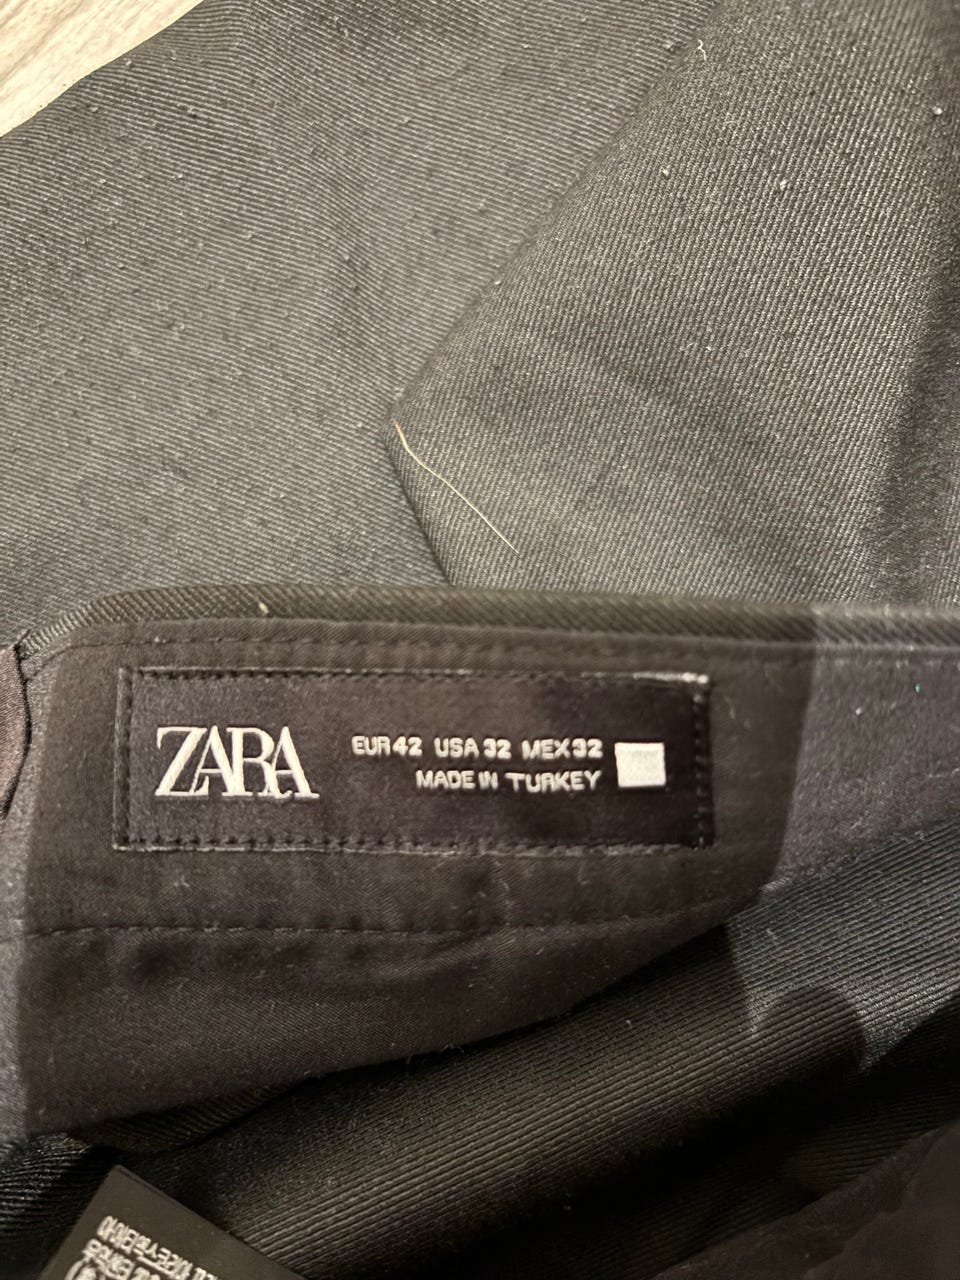 ZARA
EUR 42 USA 32 MEX 32
MADE IN TURKEY